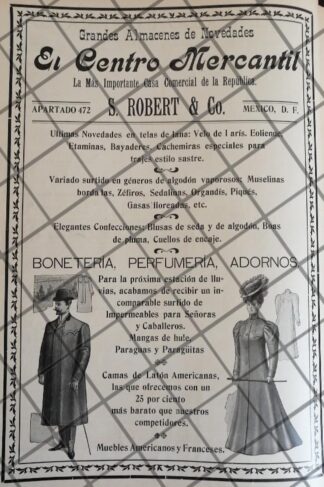 Grandes Almacenes de Novedades
El Centro Mercantil
La Más Importante Casa Comercial de la República.
APARTADO 472 S. ROBERT & Co. MEXICO, D. F.
Ultimas Novedades en telas de lana: Velo de París. Eolienge,
Etaminas, Bayaderes, Cachemiras especiales para
trajes estilo sastre.
Variado surtido en géneros de algodón vaporosos: Muselinas
bordadas, Zéfiros, Sedalinas, Organdís, Piqués,
Gasas floreadas, etc.
Elegantes Confecciones: Blusas de seda y de algodón. Boas
de pluma, Cuellos de encaje.
BONETERIA, PERFUMERIA, ADORNOS
Para la próxima estación de llu-
vias, acabamos de recibir un in-
comparable surtido de
Impermeables para Señoras
y Caballeros.
Mangas de hule.
Paraguas y Paragüitas
Camas de Latón Americanas,
las que ofrecemos con un
25 por ciento
más barato que nuestros
competidores.
Muebles Americanos y Franceses.